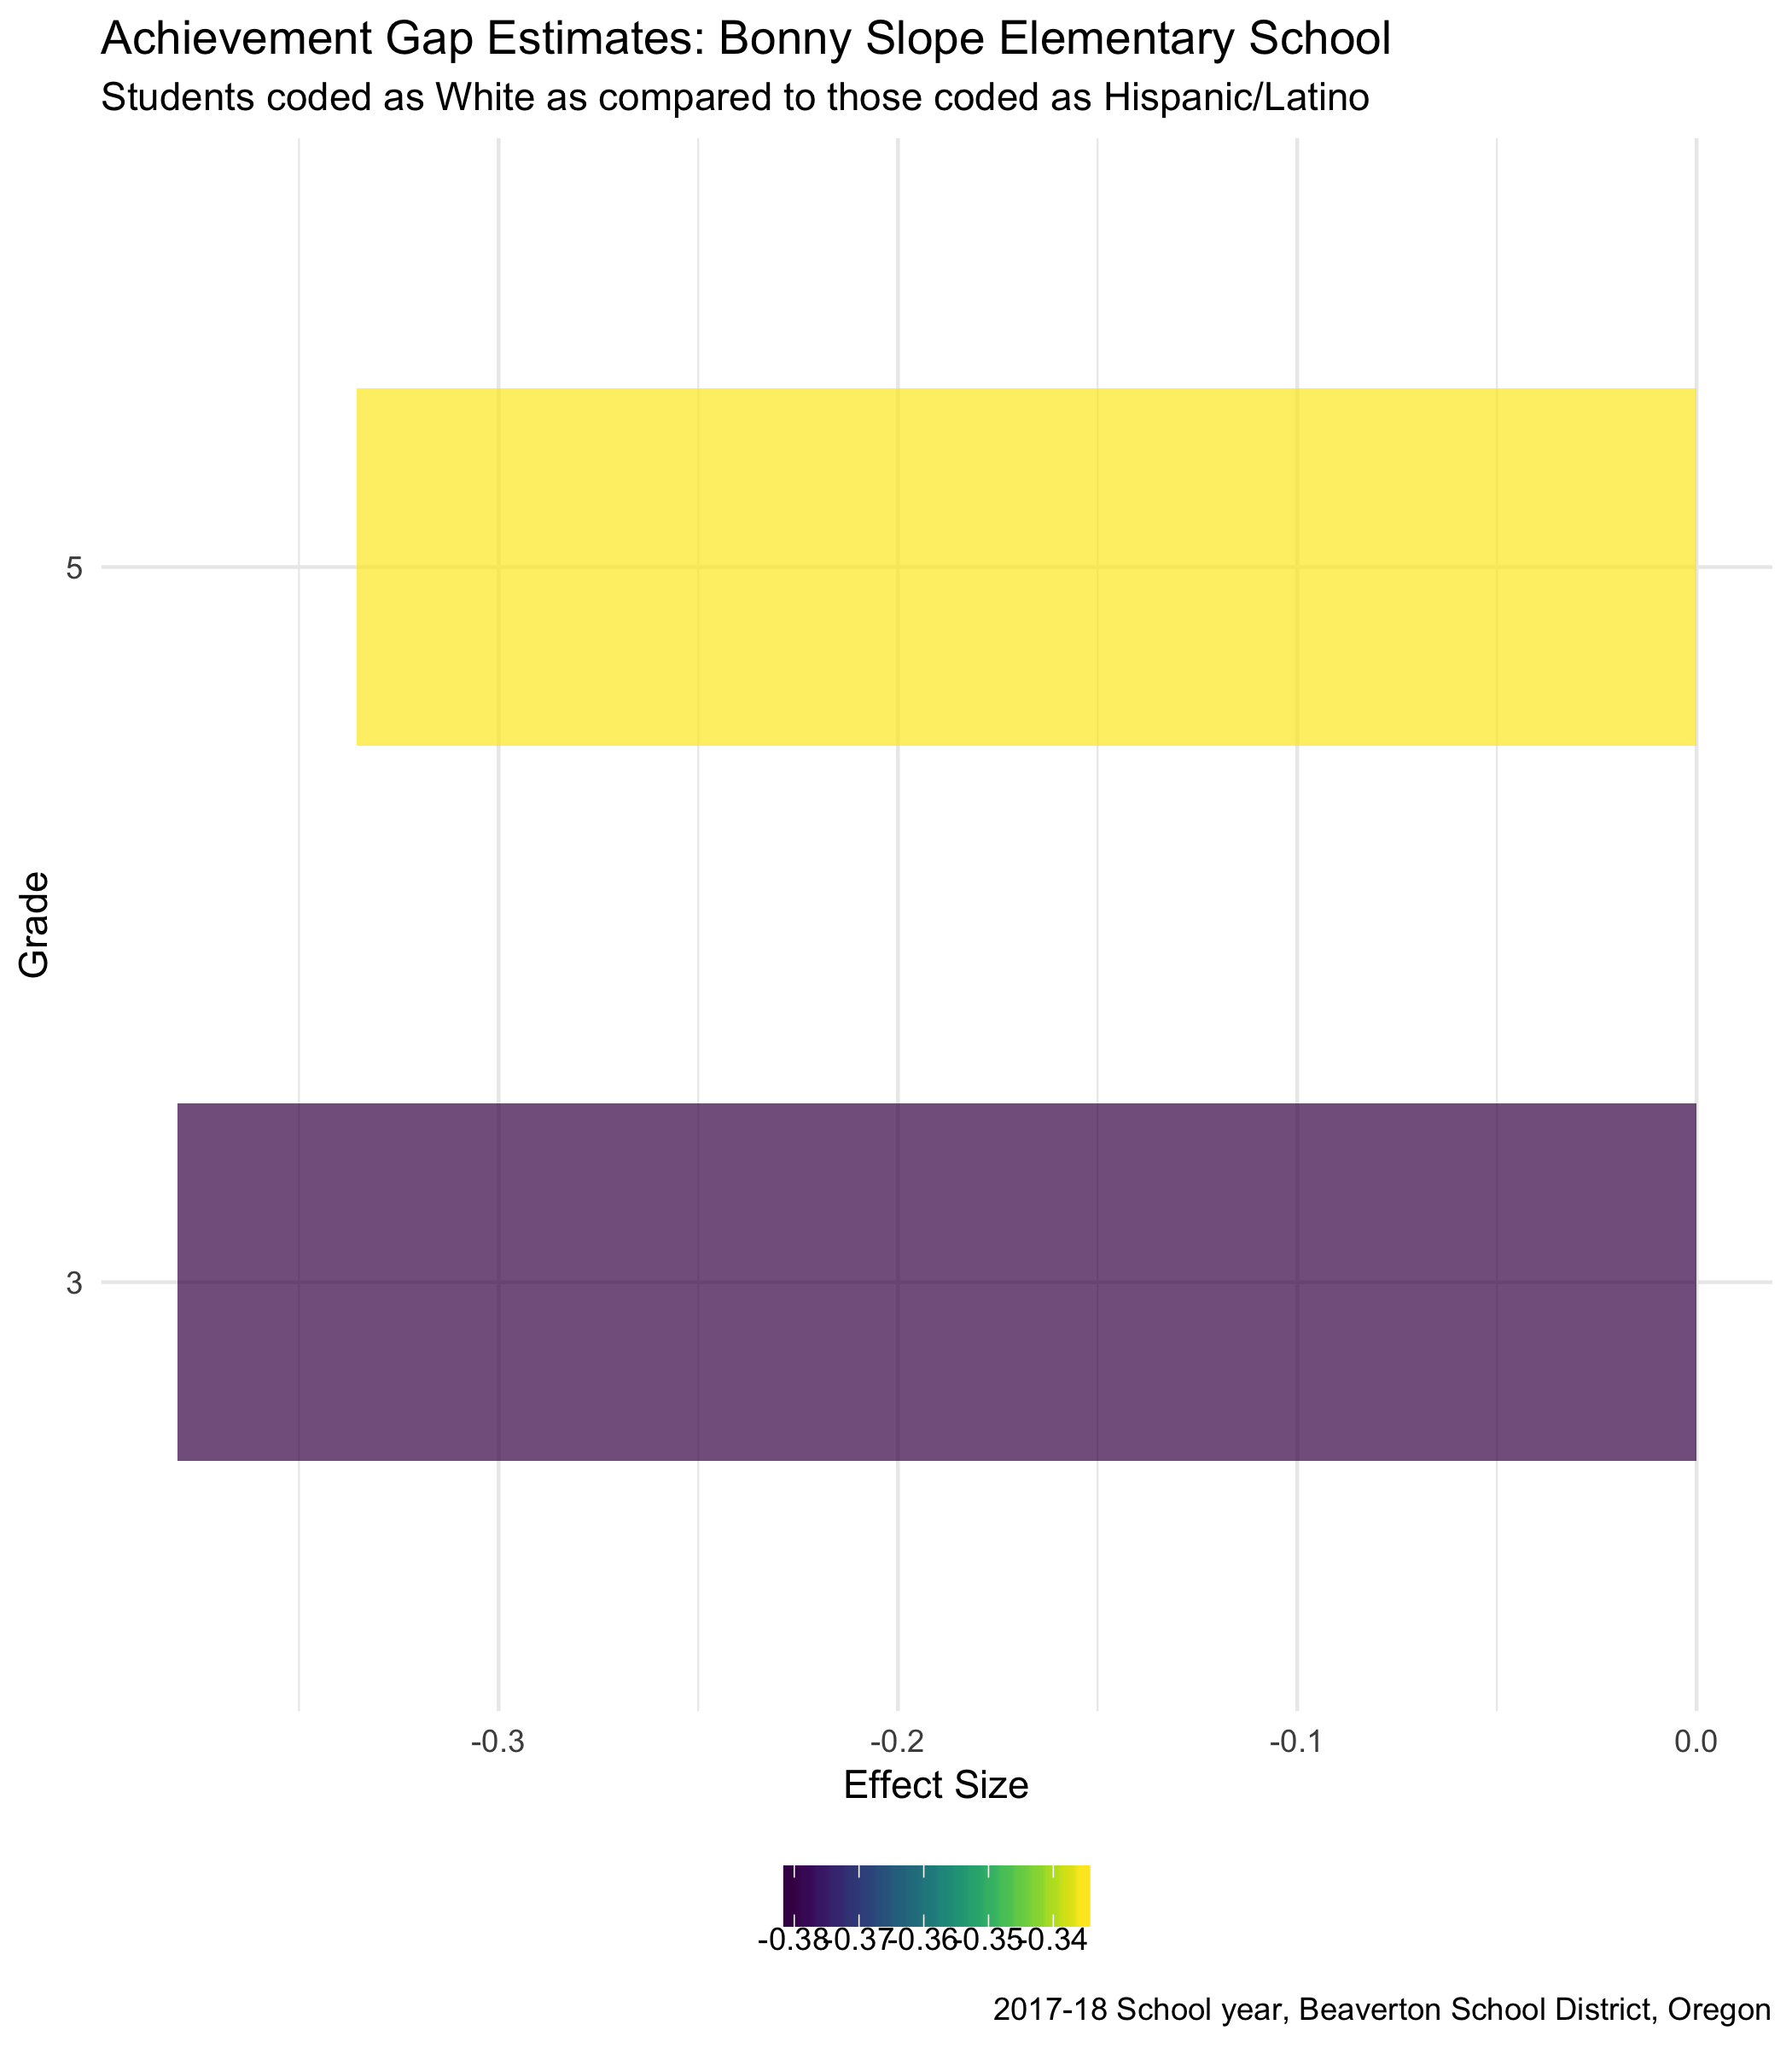 Achievement Gap Estimates: Bonny Slope Elementary School
Students coded as White as compared to those coded as Hispanic/Latino
5
Grade
3
-0.3 -0.2 -0.1 0.0
Effect Size
-0.38 -0.37 -0.36 -0.35 -0.34
2017-18 School year, Beaverton School District, Oregon